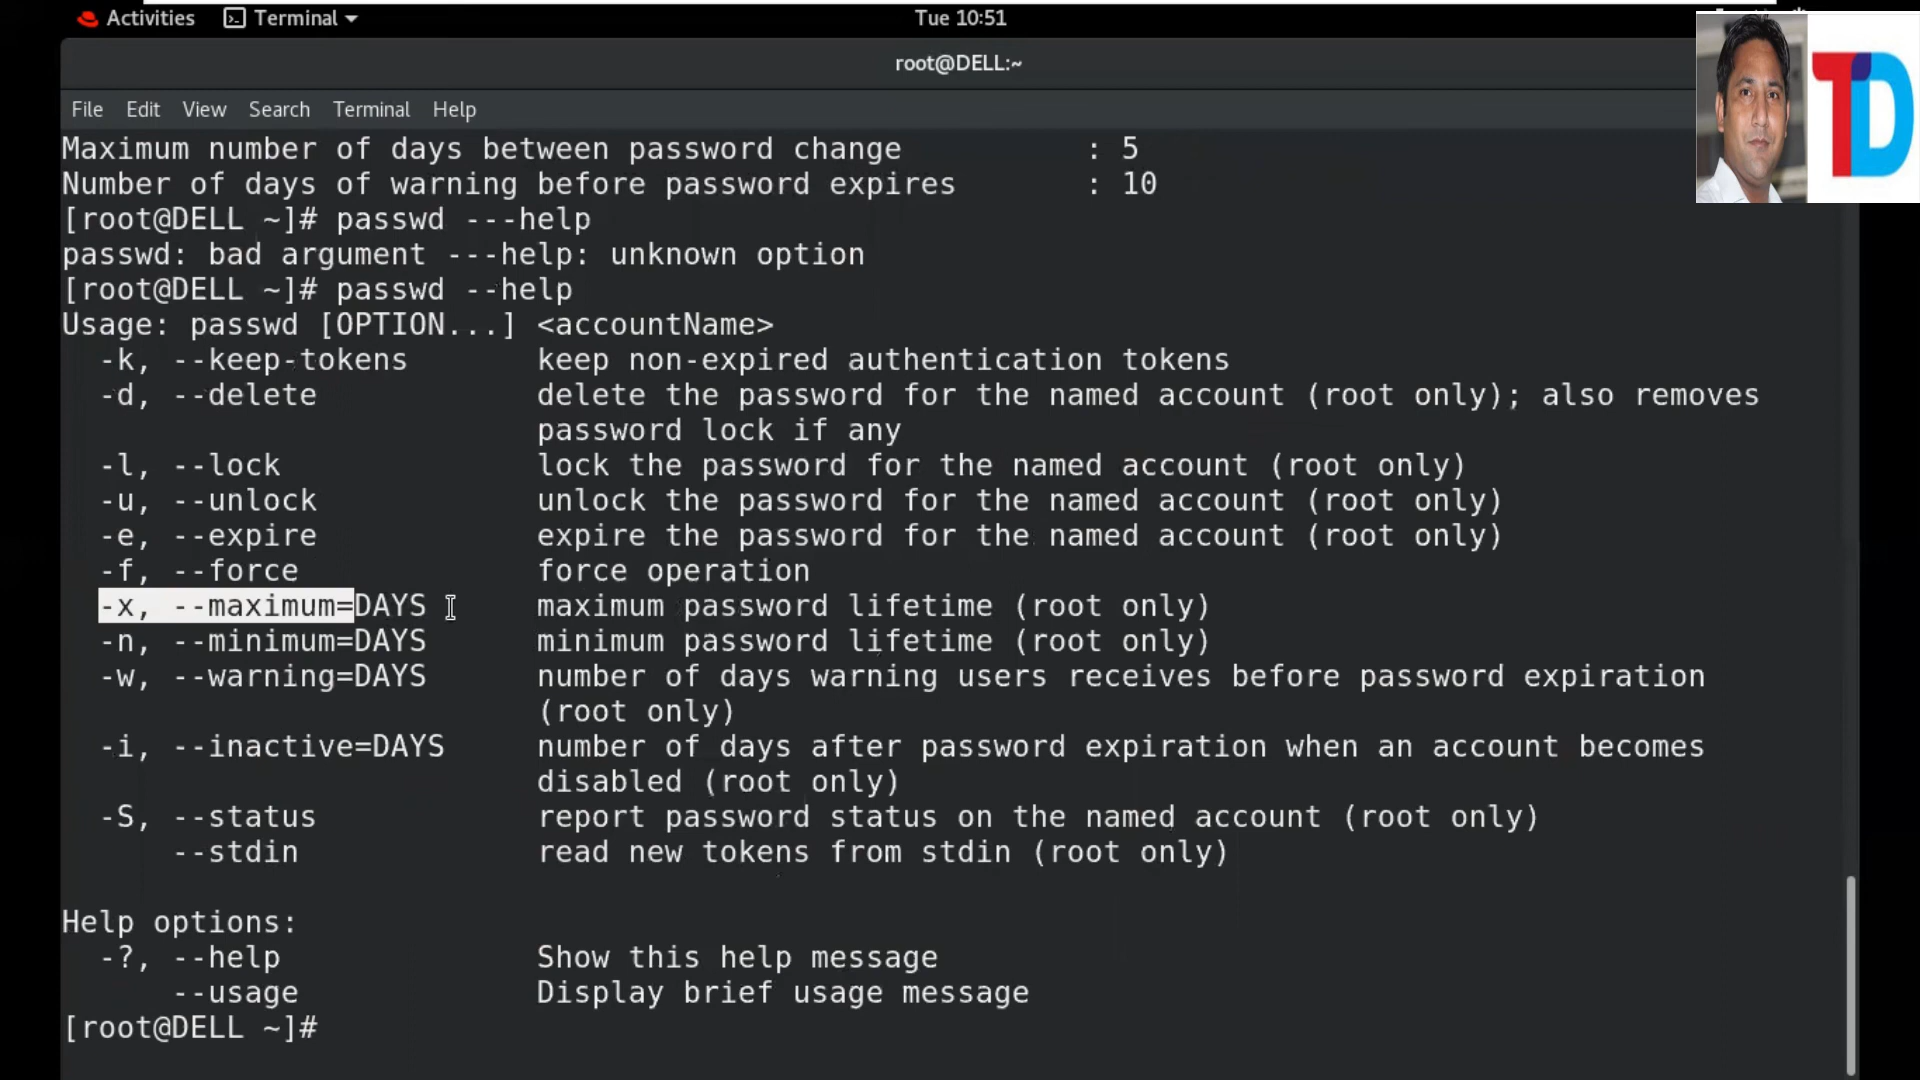 Activities Terminal Tue 10:51
root@DELL:~
File Edit View Search Terminal Help
TD
Maximum number of days between password change : 5
Number of days of warning before password expires : 10
[root@DELL ~]# passwd ---help
passwd: bad argument ---help: unknown option
[root@DELL ~]# passwd --help
Usage: passwd [OPTION...] <accountName>
-k, --keep-tokens keep non-expired authentication tokens
-d, --delete delete the password for the named account (root only); also removes
password lock if any
-l, --lock lock the password for the named account (root only)
-u, --unlock unlock the password for the named account (root only)
-e, --expire expire the password for the named account (root only)
-f, --force force operation
-x, --maximum=DAYS maximum password lifetime (root only)
-n, --minimum=DAYS minimum password lifetime (root only)
-w, --warning=DAYS number of days warning users receives before password expiration
(root only)
-i, --inactive=DAYS number of days after password expiration when an account becomes
disabled (root only)
-S, --status report password status on the named account (root only)
--stdin read new tokens from stdin (root only)
Help options:
-?, --help Show this help message
--usage Display brief usage message
[root@DELL ~]#